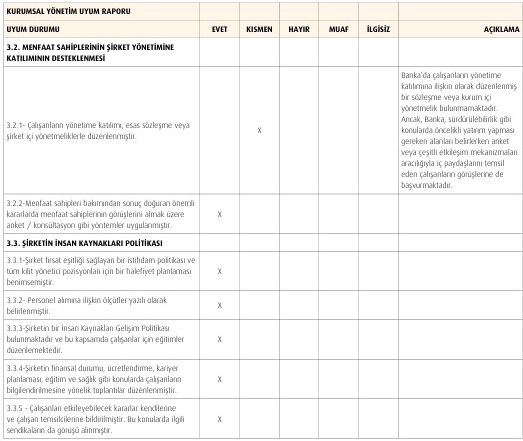 KURUMSAL YÖNETİM UYUM RAPORU
UYUM DURUMU EVET KISMEN HAYIR MUAF İLGİSİZ AÇIKLAMA
3.2. MENFAAT SAHİPLERİNİN ŞİRKET YÖNETİMİNE
KATILIMININ DESTEKLENMESİ
3.2.1- Çalışanların yönetime katılımı, esas sözleşme veya
şirket içi yönetmeliklerle düzenlenmiştir.
X
Banka'da çalışanların yönetime
katılımına ilişkin olarak düzenlenmiş
bir sözleşme veya kurum içi
yönetmelik bulunmamaktadır.
Ancak, Banka, sürdürülebilirlik gibi
konularda öncelikli yatırım yapması
gereken alanları belirlerken anket
veya çeşitli etkileşim mekanizmaları
aracılığıyla iç paydaşlarını temsil
eden çalışanların görüşlerine de
başvurmaktadır.
3.2.2-Menfaat sahipleri bakımından sonuç doğuran önemli
kararlarda menfaat sahiplerinin görüşlerini almak üzere
anket / konsültasyon gibi yöntemler uygulanmıştır.
X
3.3. ŞİRKETİN İNSAN KAYNAKLARI POLİTİKASI
3.3.1-Şirket fırsat eşitliği sağlayan bir istihdam politikası ve
tüm kilit yönetici pozisyonları için bir halefiyet planlaması
benimsemiştir.
X
3.3.2- Personel alımına ilişkin ölçütler yazılı olarak
belirlenmiştir.
X
3.3.3-Şirketin bir İnsan Kaynakları Gelişim Politikası
bulunmaktadır ve bu kapsamda çalışanlar için eğitimler
düzenlemektedir.
X
3.3.4-Şirketin finansal durumu, ücretlendirme, kariyer
planlaması, eğitim ve sağlık gibi konularda çalışanların
bilgilendirilmesine yönelik toplantılar düzenlenmiştir.
X
3.3.5 - Çalışanları etkileyebilecek kararlar kendilerine
ve çalışan temsilcilerine bildirilmiştir. Bu konularda ilgili
sendikaların da görüşü alınmıştır.
X